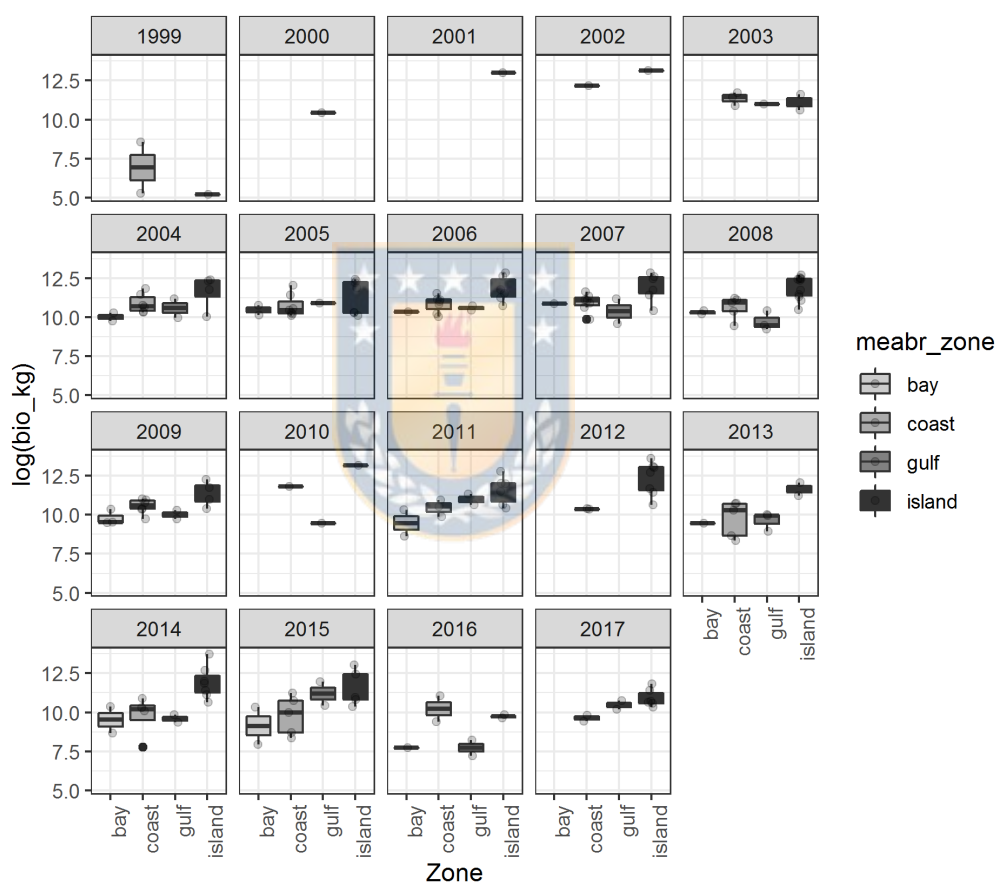 1999 2000 2001 2002 2003
12.5
10.0
7.5
5.0
2004 2005 2006 2007 2008
12.5
10.0
7.5
5.0
2009 2010 2011 2012 2013
12.5
10.0
7.5
5.0
bay coast gulf island
2014 2015 2016 2017
12.5
10.0
7.5
5.0
bay coast gulf island bay coast gulf island bay coast gulf island bay coast gulf island
Zone
log(bio_kg)
meabr_zone
bay
coast
gulf
island